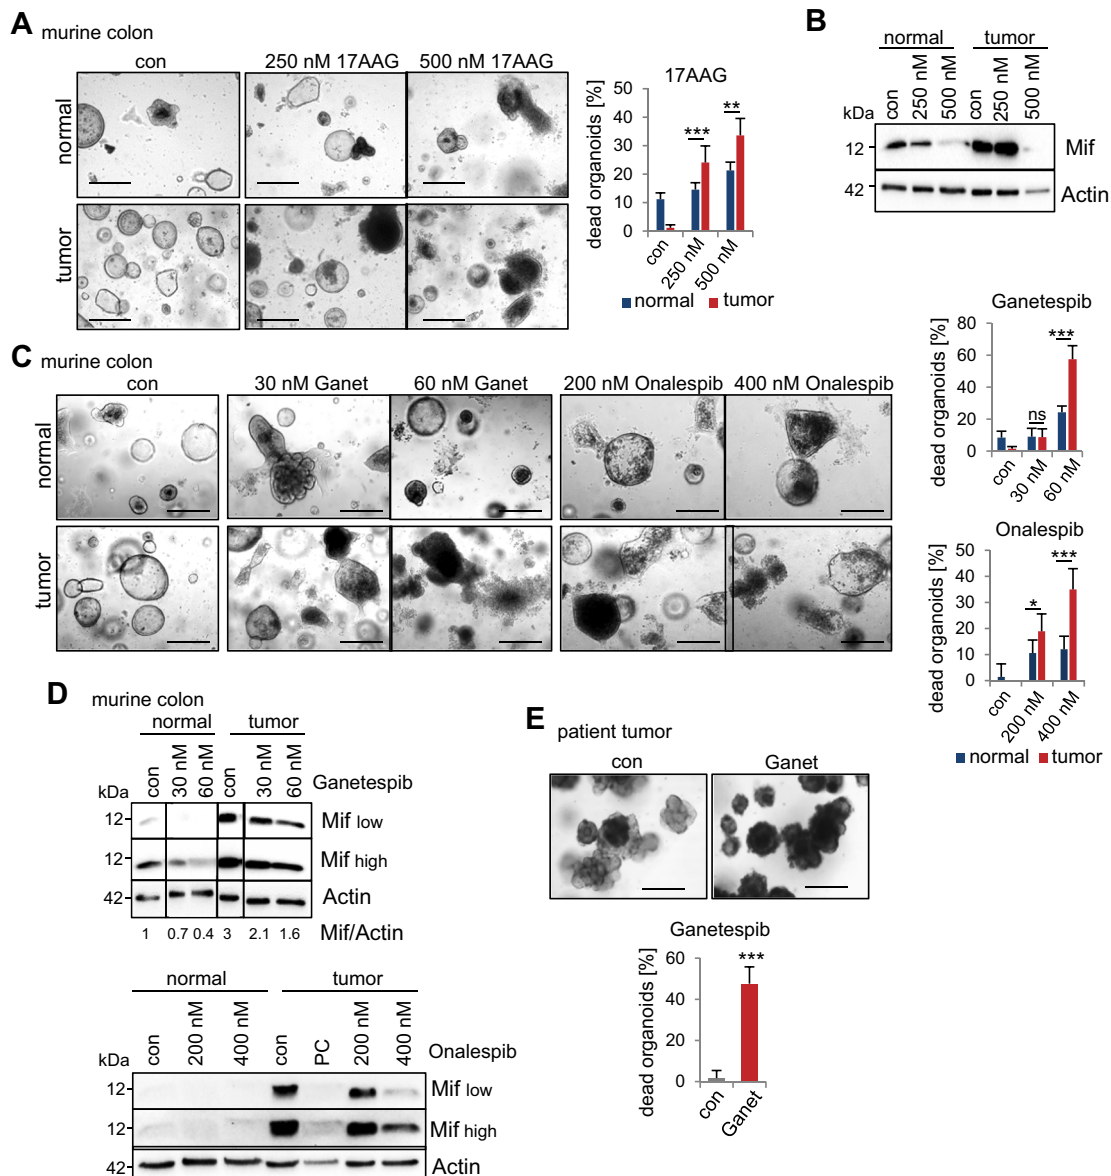 A murine colon
con 250 nM 17AAG 500 nM 17AAG
normal
tumor
17AAG
dead organoids [%]
50
40
30
20
10
0
*** **
con 250 nM 500 nM
normal tumor
B
normal tumor
kDa con 250 nM 500 nM con 250 nM 500 nM
12 Mif
42 Actin
C murine colon
con 30 nM Ganet 60 nM Ganet 200 nM Onalespib 400 nM Onalespib
normal
tumor
Ganetespib
dead organoids [%]
80
60
40
20
0
ns ***
con 30 nM 60 nM
Onalespib
dead organoids [%]
50
40
30
20
10
0
* ***
con 200 nM 400 nM
normal tumor
D murine colon
normal tumor
kDa con 30 nM 60 nM con 30 nM 60 nM Ganetespib
12 Mif low
12 Mif high
42 Actin
1 0.7 0.4 3 2.1 1.6 Mif/Actin
normal tumor
kDa con 200 nM 400 nM con PC 200 nM 400 nM Onalespib
12 Mif low
12 Mif high
42 Actin
E patient tumor
con Ganet
Ganetespib
dead organoids [%]
60
40
20
0
***
con Ganet